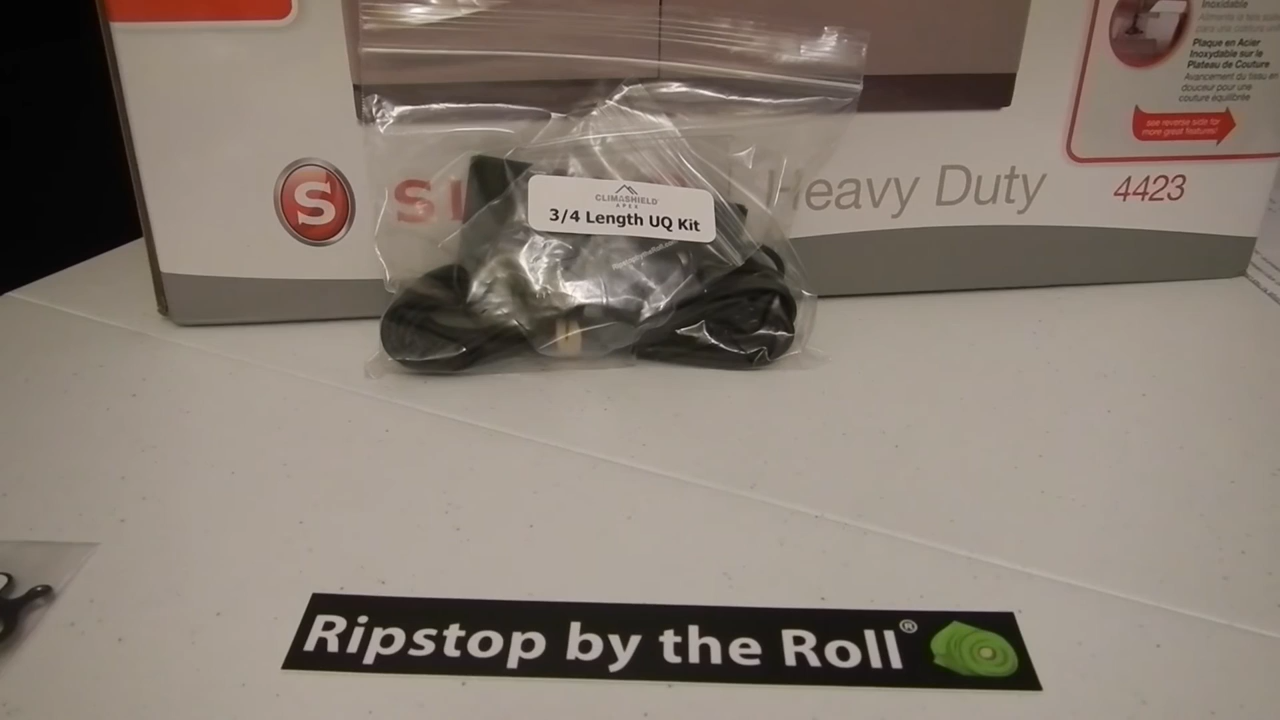 Inoxidable
Plaque en Acier
Inoxydable sur le
Plateau de Couture
Avancement du tissu en
douceur pour une
couture équilibrée
see reverse side for
more great features!
S
SI
Heavy Duty
4423
CLIMASHIELD
APEX
3/4 Length UQ Kit
Ripstop by the Roll®